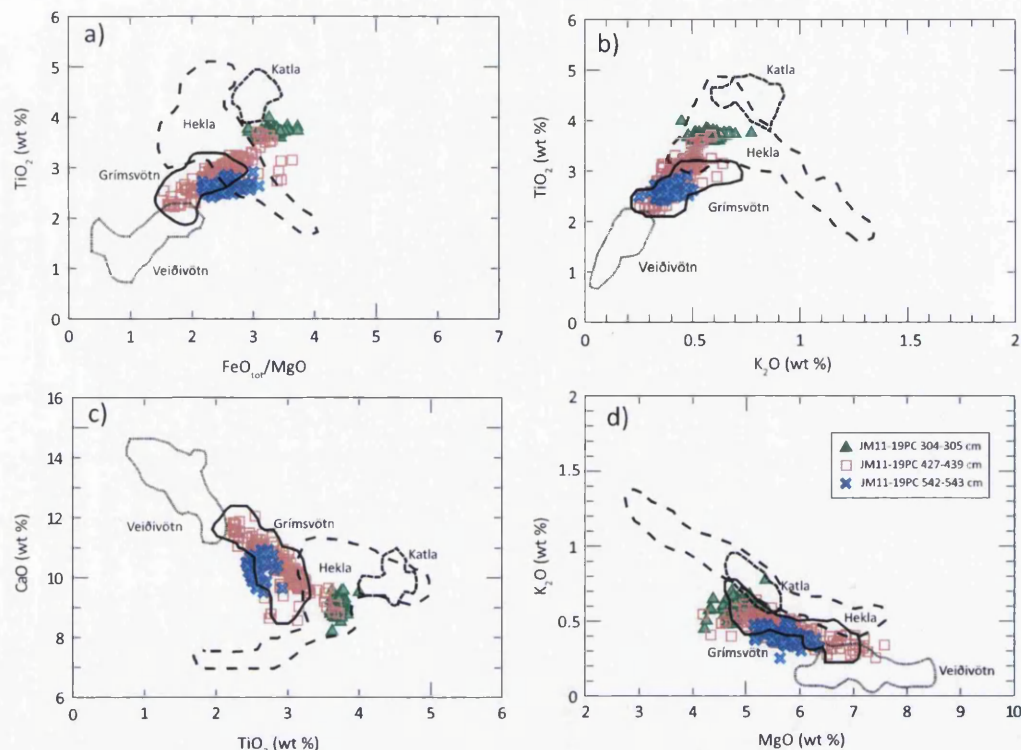 a)
TiO₂ (wt %)
6
5
4
3
2
1
0
Katla
Hekla
Grímsvötn
Veiðivötn
0 1 2 3 4 5 6 7
FeO_tot/MgO
b)
TiO₂ (wt %)
6
5
4
3
2
1
0
Katla
Hekla
Grímsvötn
Veiðivötn
0 0.5 1 1.5 2
K₂O (wt %)
c)
CaO (wt %)
16
14
12
10
8
6
Veiðivötn
Grímsvötn
Hekla
Katla
0 1 2 3 4 5 6
TiO₂ (wt %)
d)
K₂O (wt %)
2
1.5
1
0.5
0
JM11-19PC 304-305 cm
JM11-19PC 427-439 cm
JM11-19PC 542-543 cm
Katla
Hekla
Grímsvötn
Veiðivötn
2 3 4 5 6 7 8 9 10
MgO (wt %)